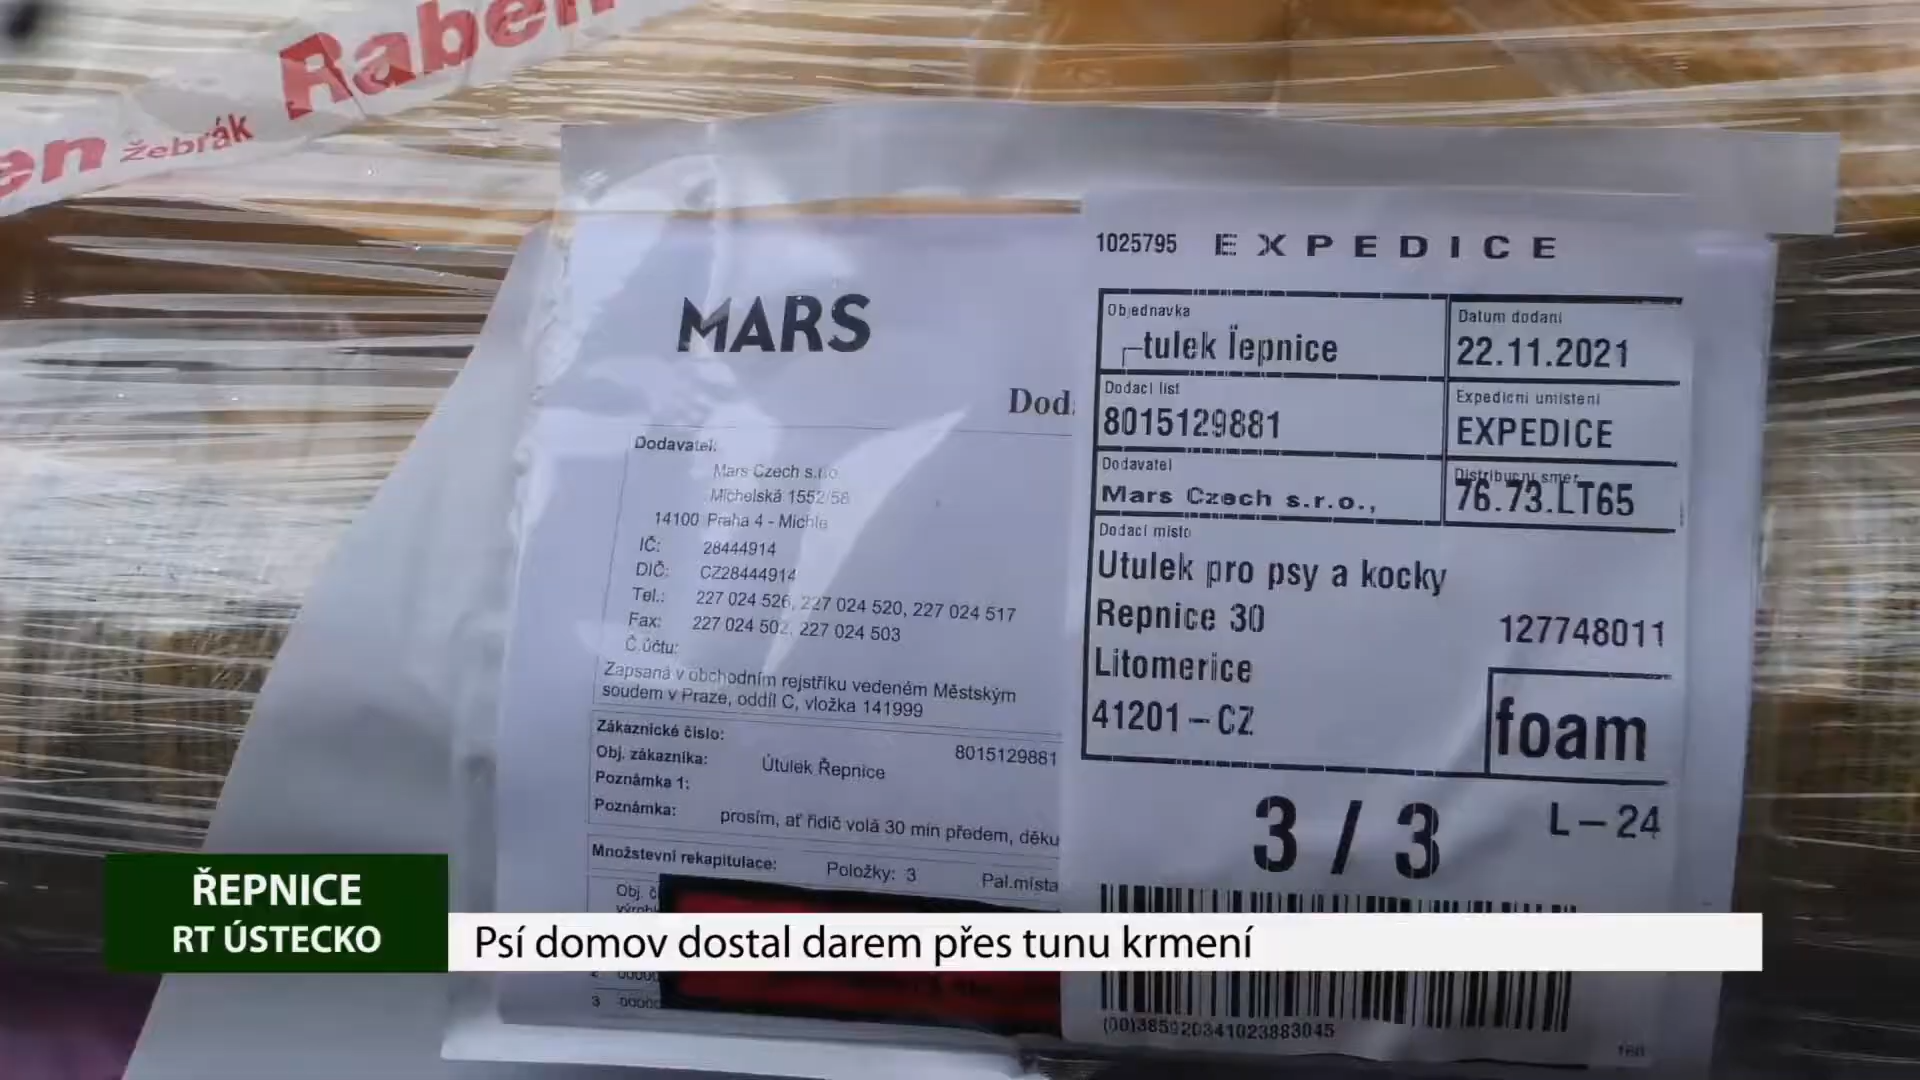 Raben
en Žebrák
MARS
Dodavatel:
Mars Czech s.r.o.
Michelská 1552/58
14100 Praha 4 - Michle
IČ: 28444914
DIČ: CZ28444914
Tel.: 227 024 526, 227 024 520, 227 024 517
Fax: 227 024 502, 227 024 503
Č.účtu:
Zapsaná v obchodním rejstříku vedeném Městským
soudem v Praze, oddíl C, vložka 141999
Zákaznické číslo: 8015129881
Obj. zákazníka: Útulek Řepnice
Poznámka 1:
Poznámka: prosím, ať řidič volá 30 min předem, děku
Množstevní rekapitulace: Položky: 3 Pal.místa
Obj. č
3
1025795 EXPEDICE
Objednavka
tulek Ïepnice
Datum dodani
22.11.2021
Dodaci list
8015129881
Expedicni umisteni
EXPEDICE
Dodavatel
Mars Czech s.r.o.,
Distribucni smer
76.73.LT65
Dodaci misto
Utulek pro psy a kocky
Repnice 30
127748011
Litomerice
41201-CZ
foam
3/3
L-24
(00)385920341023883045
ŘEPNICE
RT ÚSTECKO
Psí domov dostal darem přes tunu krmení